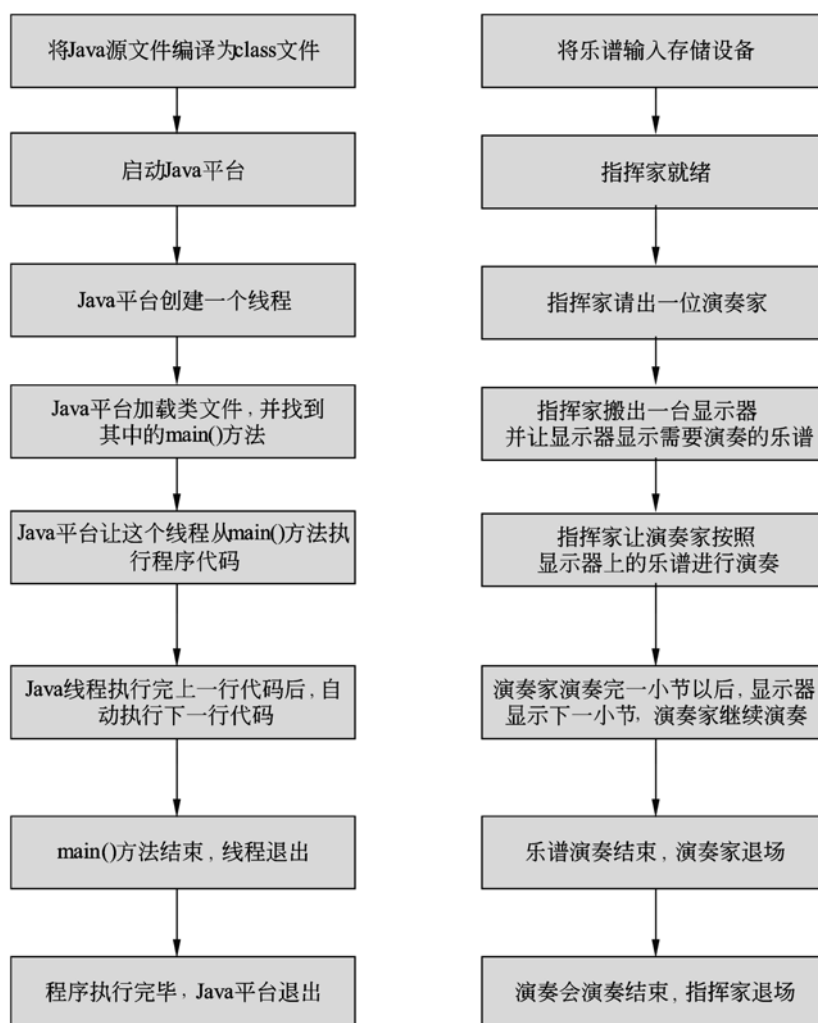 将Java源文件编译为class文件
启动Java平台
Java平台创建一个线程
Java平台加载类文件，并找到
其中的main()方法
Java平台让这个线程从main()方法执
行程序代码
Java线程执行完上一行代码后，自
动执行下一行代码
main()方法结束，线程退出
程序执行完毕，Java平台退出
将乐谱输入存储设备
指挥家就绪
指挥家请出一位演奏家
指挥家搬出一台显示器
并让显示器显示需要演奏的乐谱
指挥家让演奏家按照
显示器上的乐谱进行演奏
演奏家演奏完一小节以后，显示器
显示下一小节，演奏家继续演奏
乐谱演奏结束，演奏家退场
演奏会演奏结束，指挥家退场